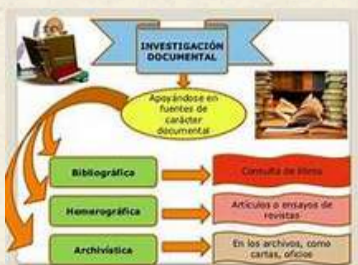 INVESTIGACIÓN
DOCUMENTAL
Apoyándose en
fuentes de
carácter
documental
Bibliográfica
Consulta de libros
Homerográfica
Artículos o ensayos de
revistas
Archivística
En los archivos, como
cartas, oficios